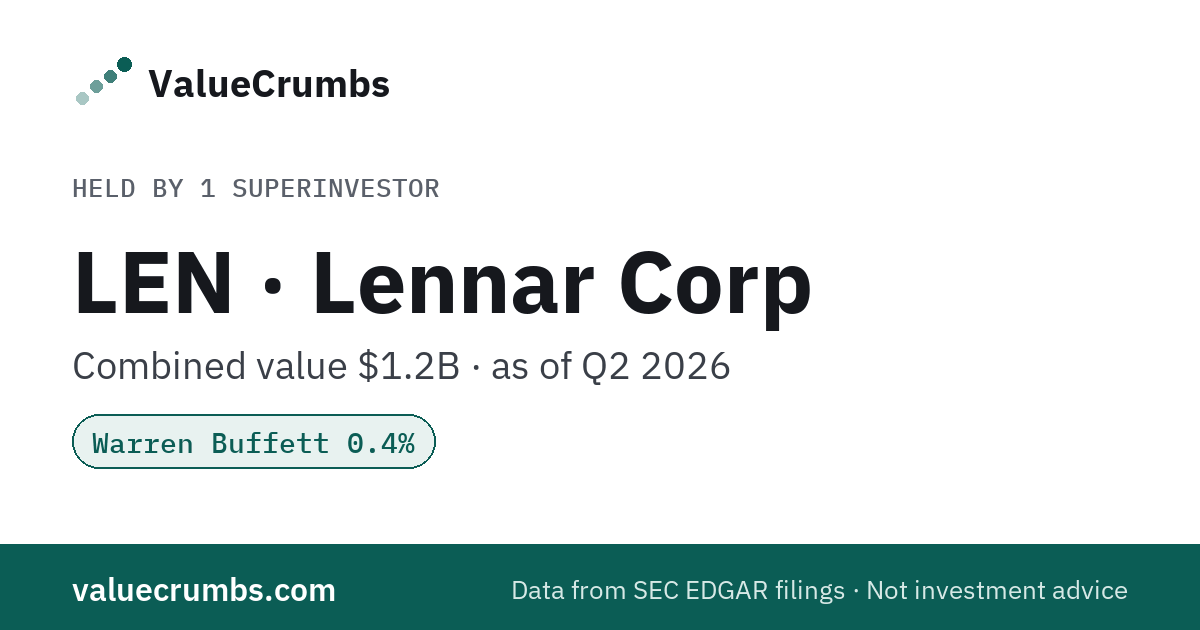 ValueCrumbs
HELD BY 1 SUPERINVESTOR
LEN · Lennar Corp
Combined value $1.2B · as of Q2 2026
Warren Buffett 0.4%
valuecrumbs.com
Data from SEC EDGAR filings · Not investment advice